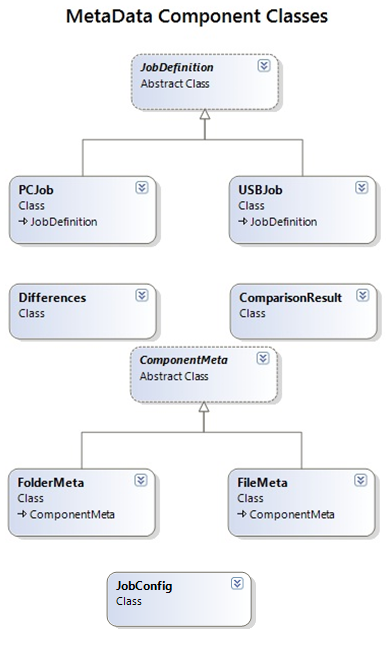 MetaData Component Classes
JobDefinition
Abstract Class
PCJob
Class
JobDefinition
USBJob
Class
JobDefinition
Differences
Class
ComparisonResult
Class
ComponentMeta
Abstract Class
FolderMeta
Class
ComponentMeta
FileMeta
Class
ComponentMeta
JobConfig
Class